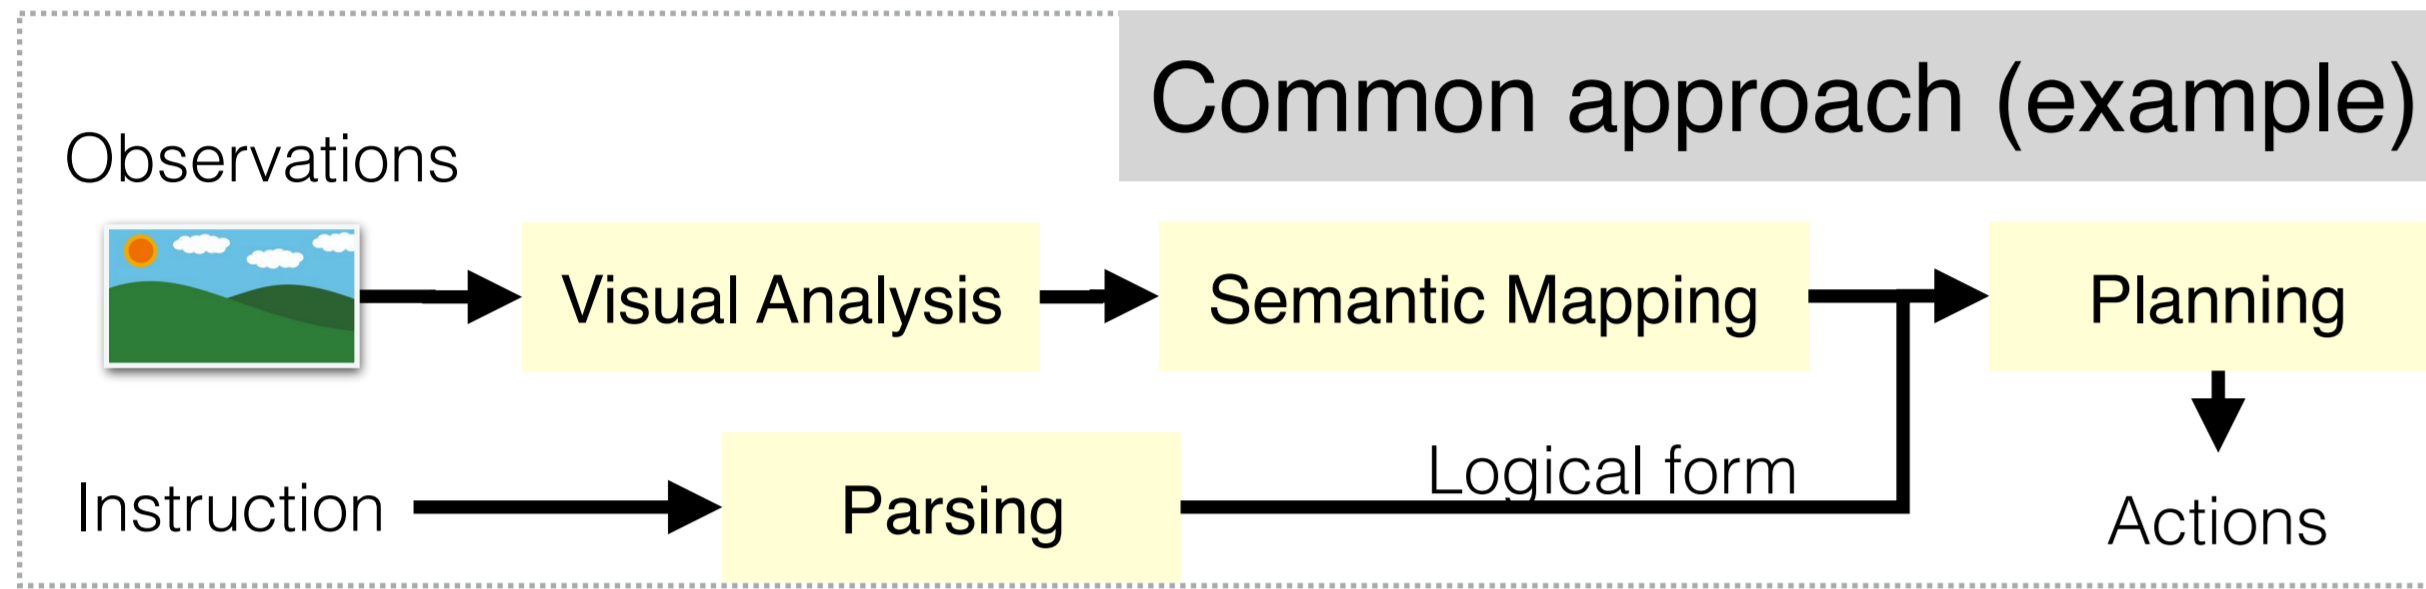 Common approach (example)
Observations
Visual Analysis
Semantic Mapping
Planning
Logical form
Instruction
Parsing
Actions